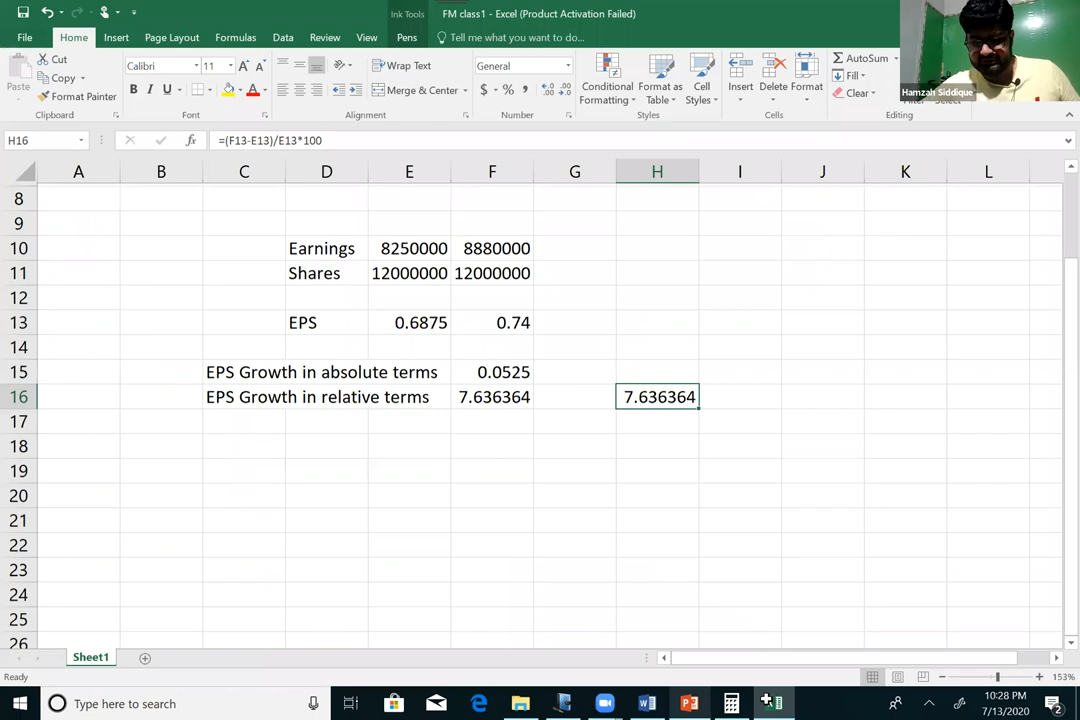 Ink Tools
FM class1 - Excel (Product Activation Failed)
File Home Insert Page Layout Formulas Data Review View Pens Tell me what you want to do...
Paste
Cut
Copy
Format Painter
Calibri 11
B I U
Wrap Text
Merge & Center
General
$ % ,
Conditional Formatting
Format as Table
Cell Styles
Insert Delete Format
AutoSum
Fill
Clear
Hamzah Siddique
Clipboard Font Alignment Number Styles Cells Editing
H16 fx =(F13-E13)/E13*100
A B C D E F G H I J K L
8
9
10 Earnings 8250000 8880000
11 Shares 12000000 12000000
12
13 EPS 0.6875 0.74
14
15 EPS Growth in absolute terms 0.0525
16 EPS Growth in relative terms 7.636364 7.636364
17
18
19
20
21
22
23
24
25
26
Sheet1
Ready 153%
Type here to search
10:28 PM
7/13/2020
2